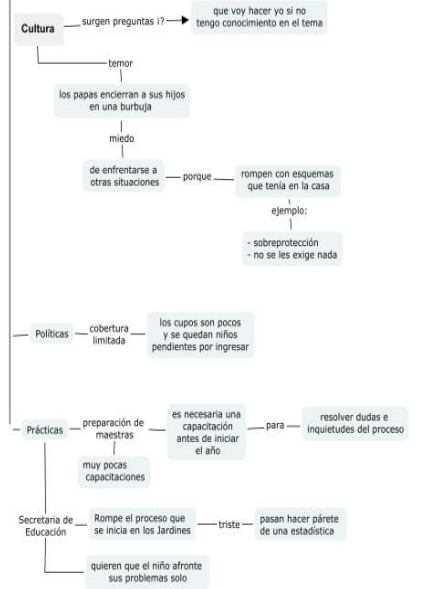 Cultura
surgen preguntas ¡?
que voy hacer yo si no
tengo conocimiento en el tema
temor
los papas encierran a sus hijos
en una burbuja
miedo
de enfrentarse a
otras situaciones
porque
rompen con esquemas
que tenía en la casa
ejemplo:
- sobreprotección
- no se les exige nada
Políticas
cobertura
limitada
los cupos son pocos
y se quedan niños
pendientes por ingresar
Prácticas
preparación de
maestras
es necesaria una
capacitación
antes de iniciar
el año
para
resolver dudas e
inquietudes del proceso
muy pocas
capacitaciones
Secretaria de
Educación
Rompe el proceso que
se inicia en los Jardines
triste
pasan hacer párete
de una estadística
quieren que el niño afronte
sus problemas solo